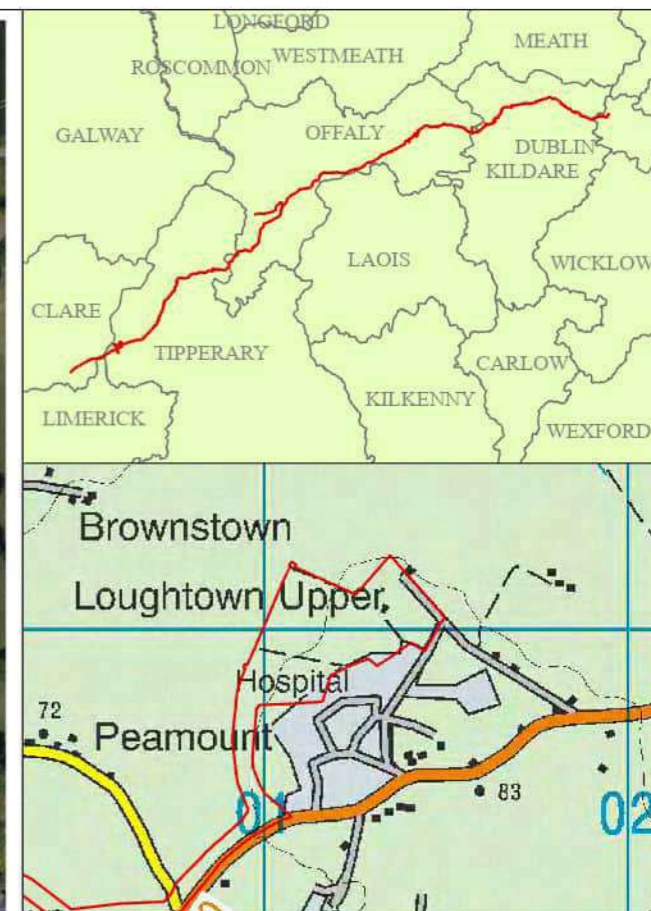 LONGFORD
MEATH
WESTMEATH
ROSCOMMON
GALWAY
OFFALY
DUBLIN
KILDARE
LAOIS
WICKLOW
CLARE
TIPPERARY
CARLOW
KILKENNY
LIMERICK
WEXFORD
Brownstown
Loughtown Upper
Hospital
72
Peamount
83
01
02